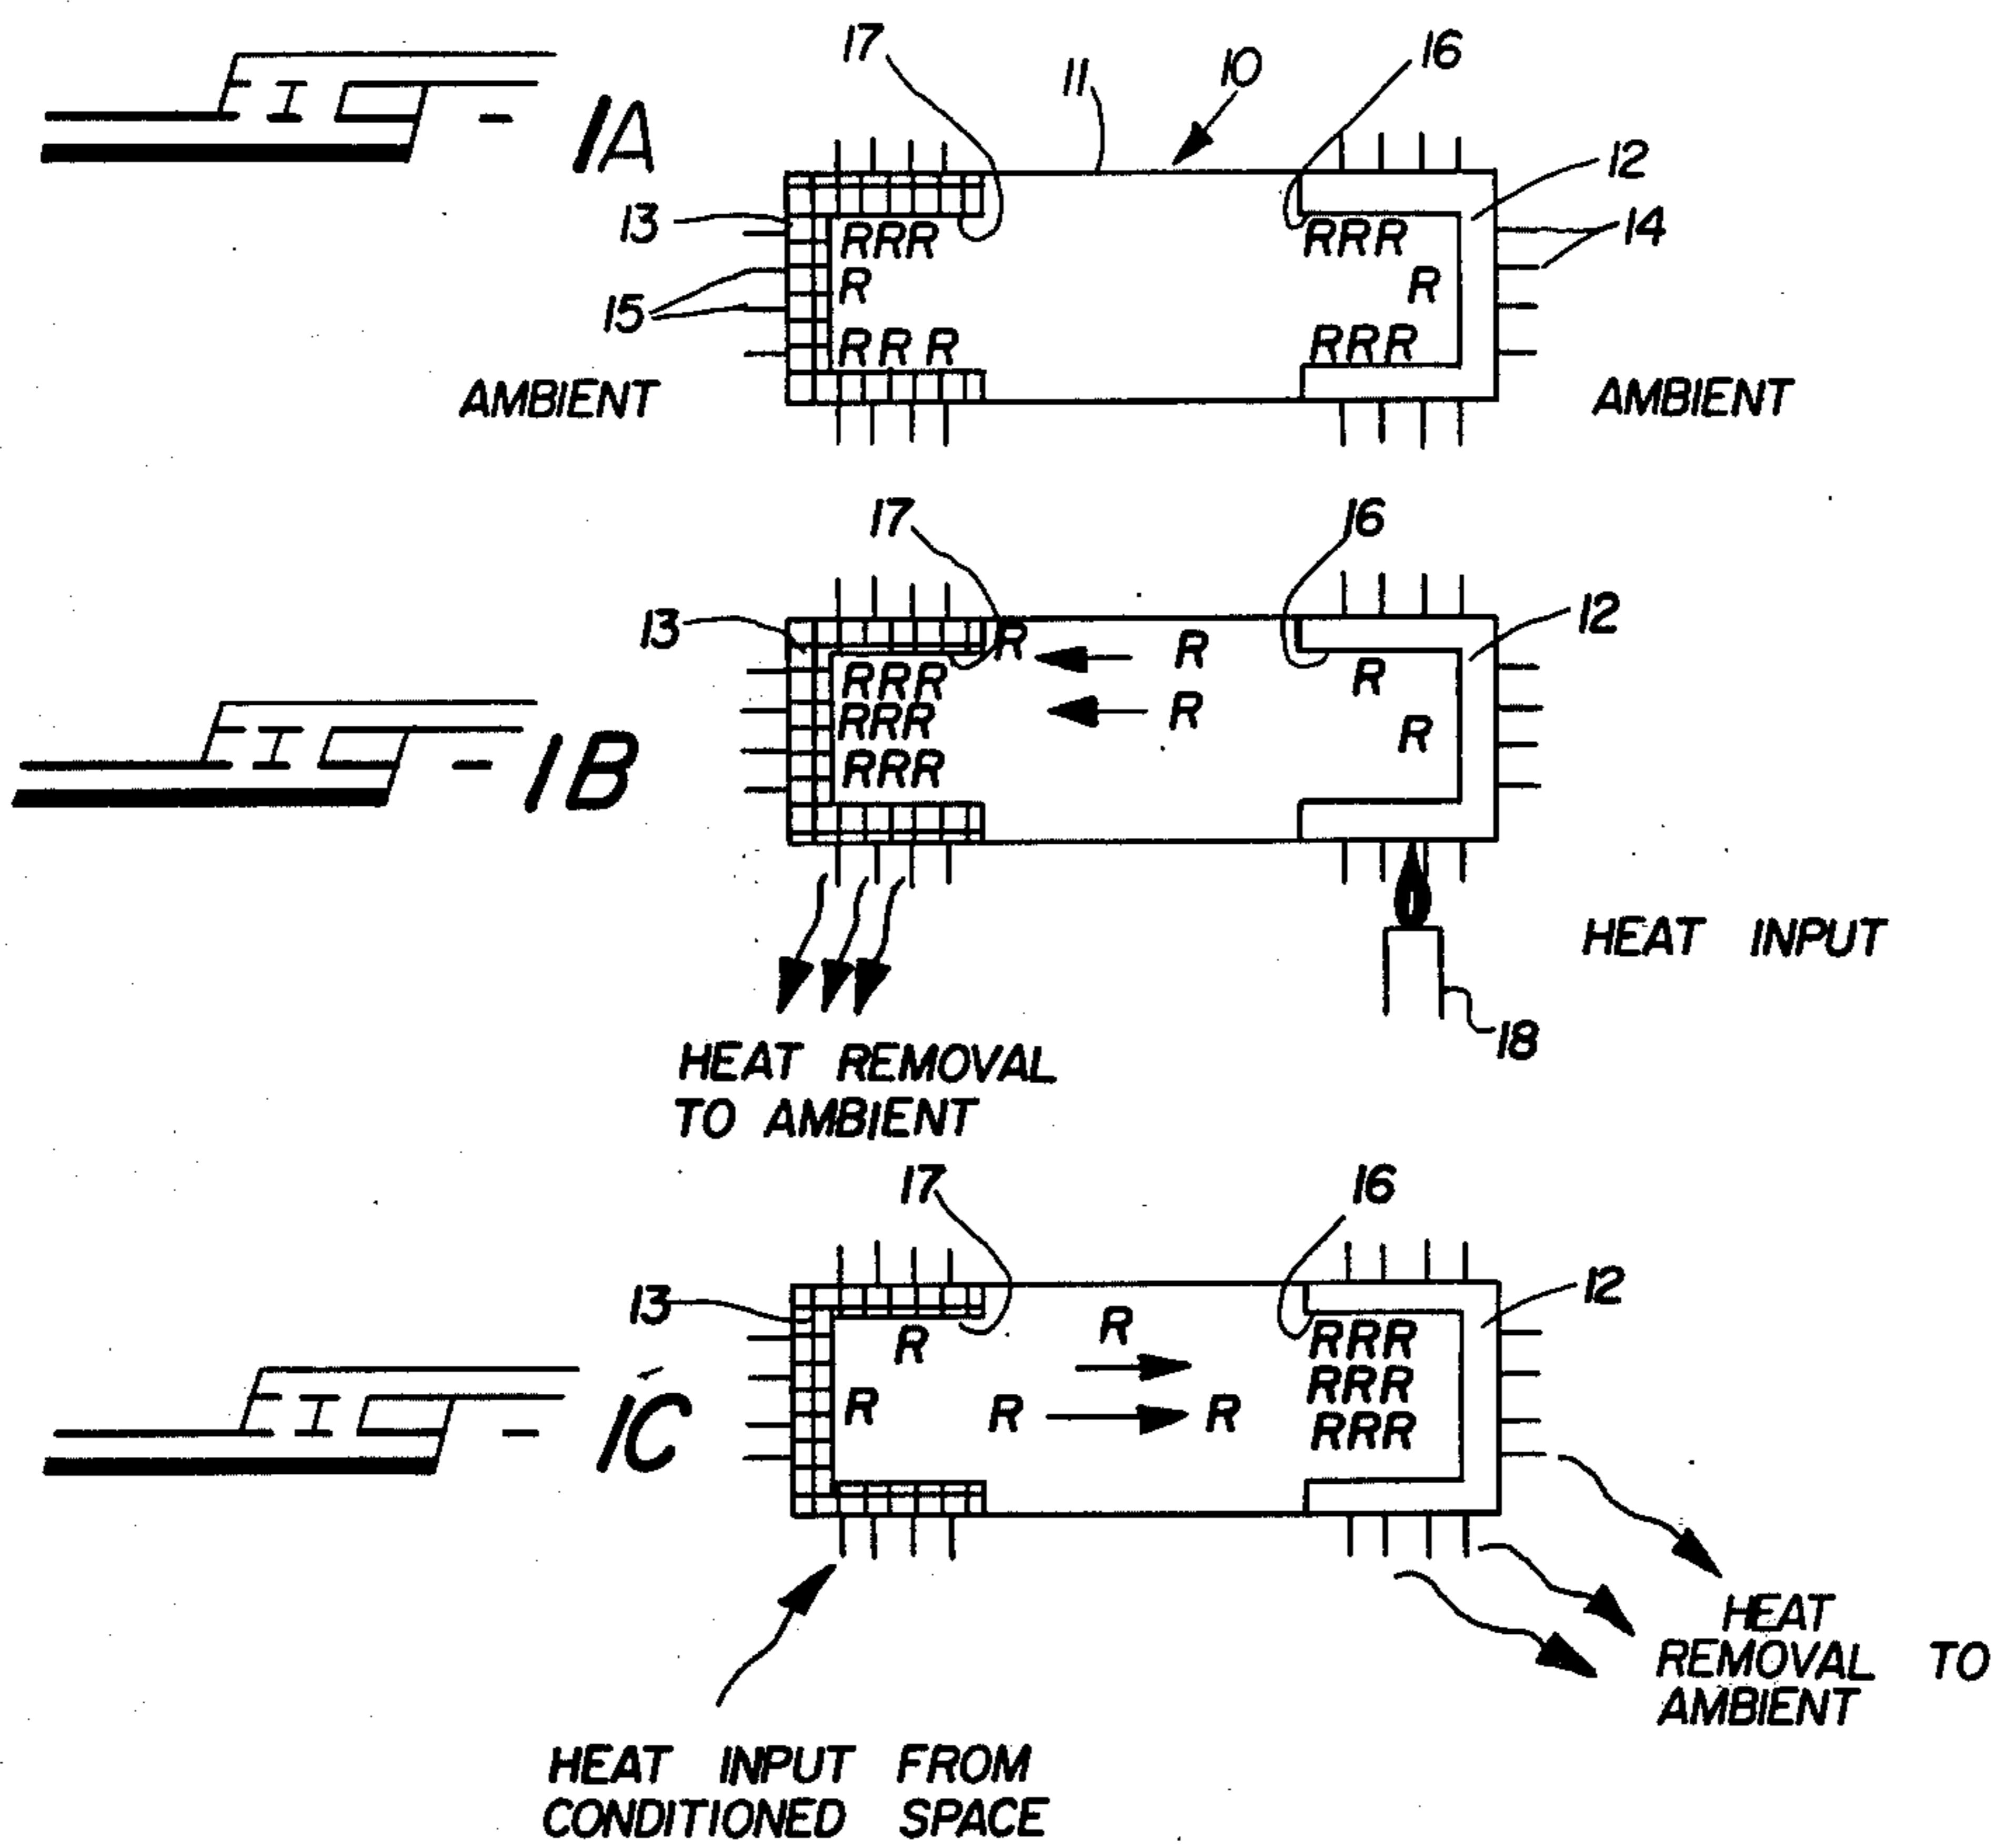 FIG-1A
17
11
10
16
12
13
14
RRR
RRR
R
R
15
RR R
RRR
AMBIENT
AMBIENT
17
16
13
12
R
R
RRR
R
RRR
R
R
RRR
FIG-1B
HEAT INPUT
18
HEAT REMOVAL
TO AMBIENT
17
16
13
12
R
R
RRR
R
R
R
RRR
RRR
FIG-1C
HEAT
REMOVAL TO
AMBIENT
HEAT INPUT FROM
CONDITIONED SPACE